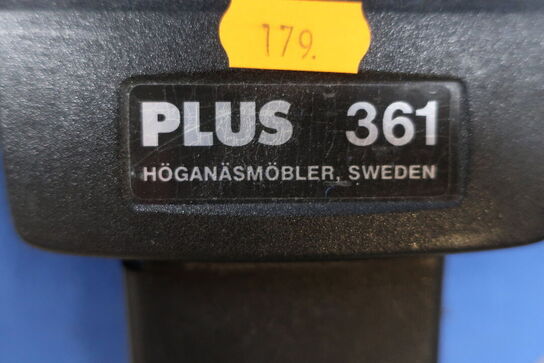 179.
PLUS 361
HÖGANÄSMÖBLER, SWEDEN